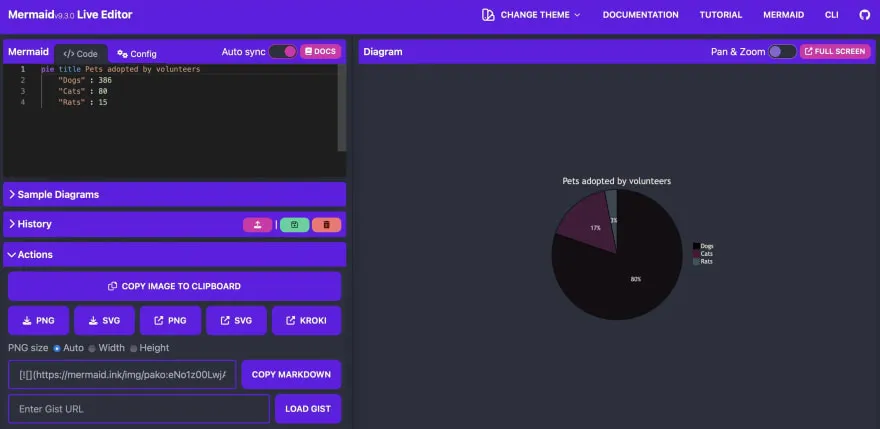 Mermaid v9.3.0 Live Editor
CHANGE THEME
DOCUMENTATION
TUTORIAL
MERMAID
CLI
Mermaid
</> Code
Config
Auto sync
DOCS
1 pie title Pets adopted by volunteers
2 "Dogs" : 386
3 "Cats" : 80
4 "Rats" : 15
Sample Diagrams
History
|
Actions
COPY IMAGE TO CLIPBOARD
PNG
SVG
PNG
SVG
KROKI
PNG size Auto Width Height
[![](https://mermaid.ink/img/pako:eNo1z00LwjA
COPY MARKDOWN
Enter Gist URL
LOAD GIST
Diagram
Pan & Zoom
FULL SCREEN
Pets adopted by volunteers
3%
17%
80%
Dogs
Cats
Rats